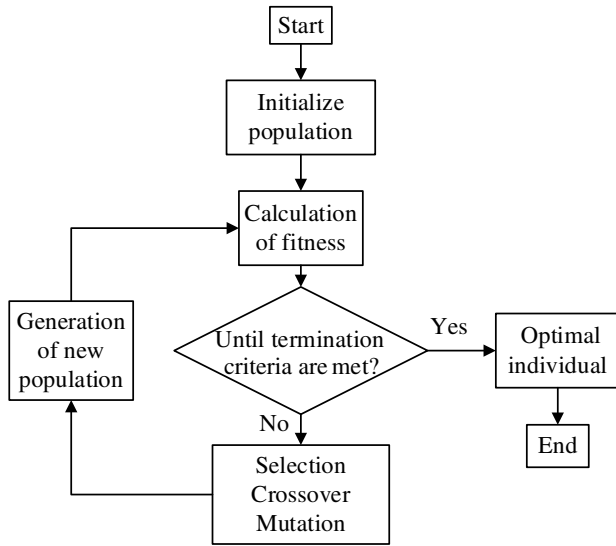 Start
Initialize
population
Calculation
of fitness
Until termination
criteria are met?
Yes
Optimal
individual
End
No
Selection
Crossover
Mutation
Generation
of new
population